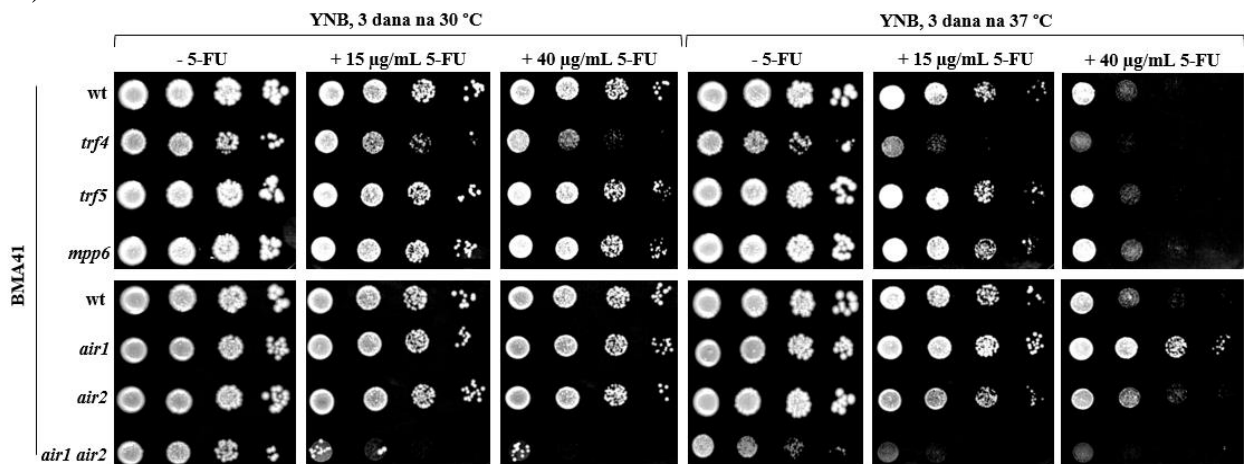 YNB, 3 dana na 30 °C YNB, 3 dana na 37 °C
- 5-FU + 15 µg/mL 5-FU + 40 µg/mL 5-FU - 5-FU + 15 µg/mL 5-FU + 40 µg/mL 5-FU
wt
trf4
trf5
mpp6
BMA41
wt
air1
air2
air1 air2